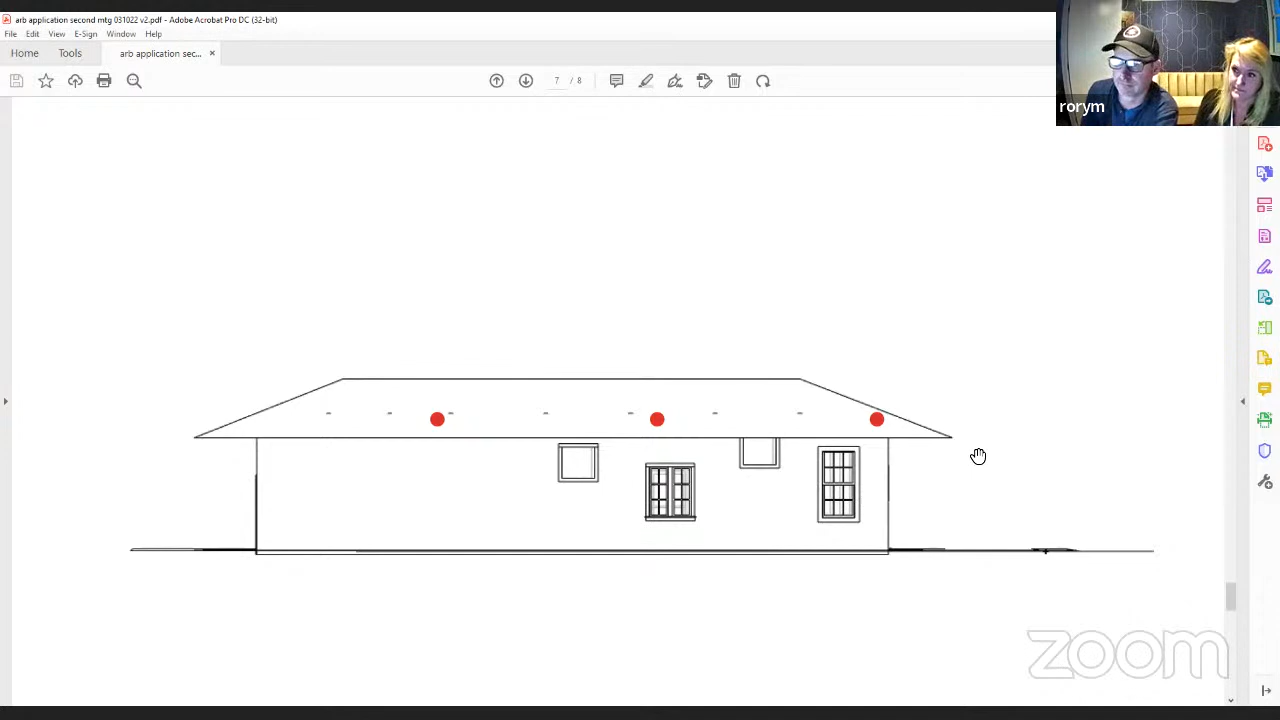 arb application second mtg 031022 v2.pdf - Adobe Acrobat Pro DC (32-bit)
File Edit View E-Sign Window Help
Home Tools arb application sec... ×
7 / 8
rorym
zoom